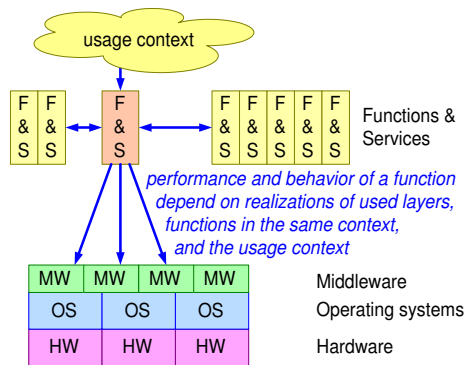 usage context
F F F F F F F F
& & & & & & & &
S S S S S S S S
Functions &
Services
performance and behavior of a function
depend on realizations of used layers,
functions in the same context,
and the usage context
MW MW MW MW Middleware
OS OS OS Operating systems
HW HW HW Hardware